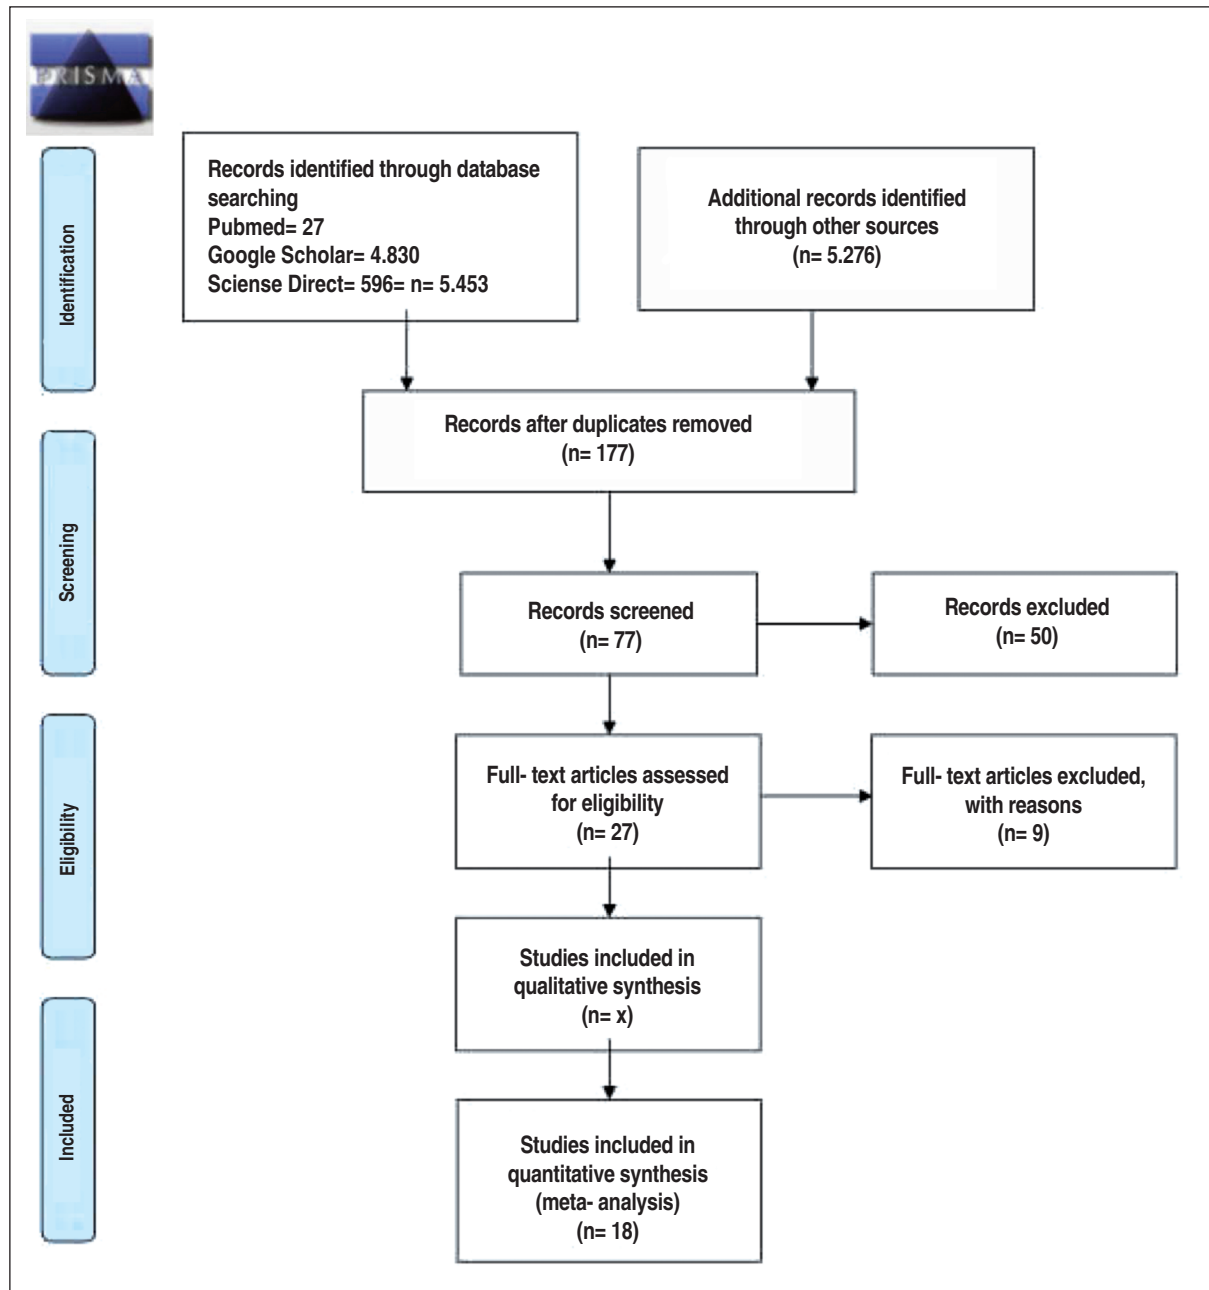 PRISMA
Identification
Records identified through database
searching
Pubmed= 27
Google Scholar= 4.830
Sciense Direct= 596= n= 5.453
Additional records identified
through other sources
(n= 5.276)
Records after duplicates removed
(n= 177)
Screening
Records screened
(n= 77)
Records excluded
(n= 50)
Eligibility
Full- text articles assessed
for eligibility
(n= 27)
Full- text articles excluded,
with reasons
(n= 9)
Studies included in
qualitative synthesis
(n= x)
Included
Studies included in
quantitative synthesis
(meta- analysis)
(n= 18)